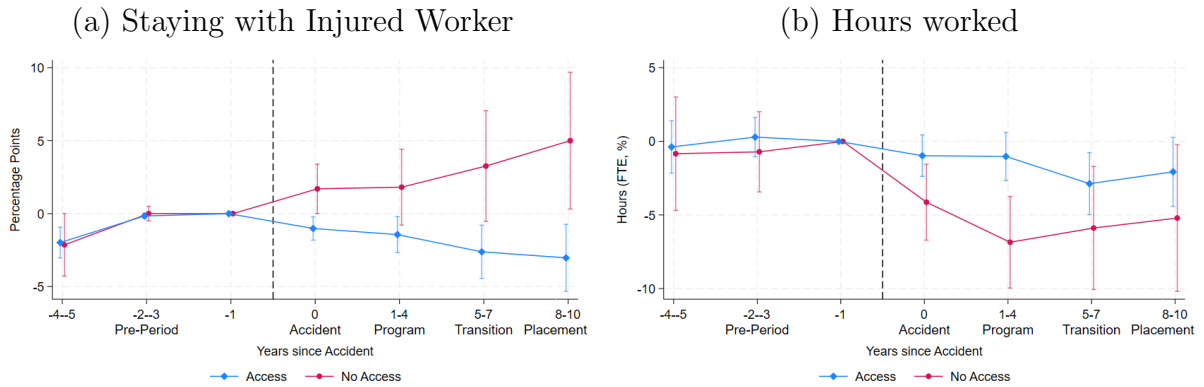 (a) Staying with Injured Worker
Percentage Points
10
5
0
-5
-4--5 -2--3 -1 0 1-4 5-7 8-10
Pre-Period Accident Program Transition Placement
Years since Accident
Access No Access
(b) Hours worked
Hours (FTE, %)
5
0
-5
-10
-4--5 -2--3 -1 0 1-4 5-7 8-10
Pre-Period Accident Program Transition Placement
Years since Accident
Access No Access